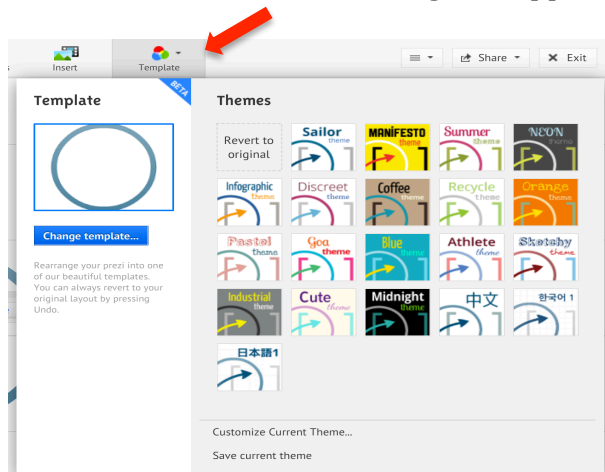 Insert
Template
Share
Exit
BETA
Template
Change template...
Rearrange your prezi into one
of our beautiful templates.
You can always revert to your
original layout by pressing
Undo.
Themes
Revert to
original
Sailor
theme
MANIFESTO
theme
Summer
theme
NEON
theme
Infographic
theme
Discreet
theme
Coffee
theme
Recycle
theme
Orange
theme
Pastel
theme
Goa
theme
Blue
theme
Athlete
theme
Sketchy
theme
Industrial
theme
Cute
theme
Midnight
theme
中文
한국어 1
日本語1
Customize Current Theme...
Save current theme